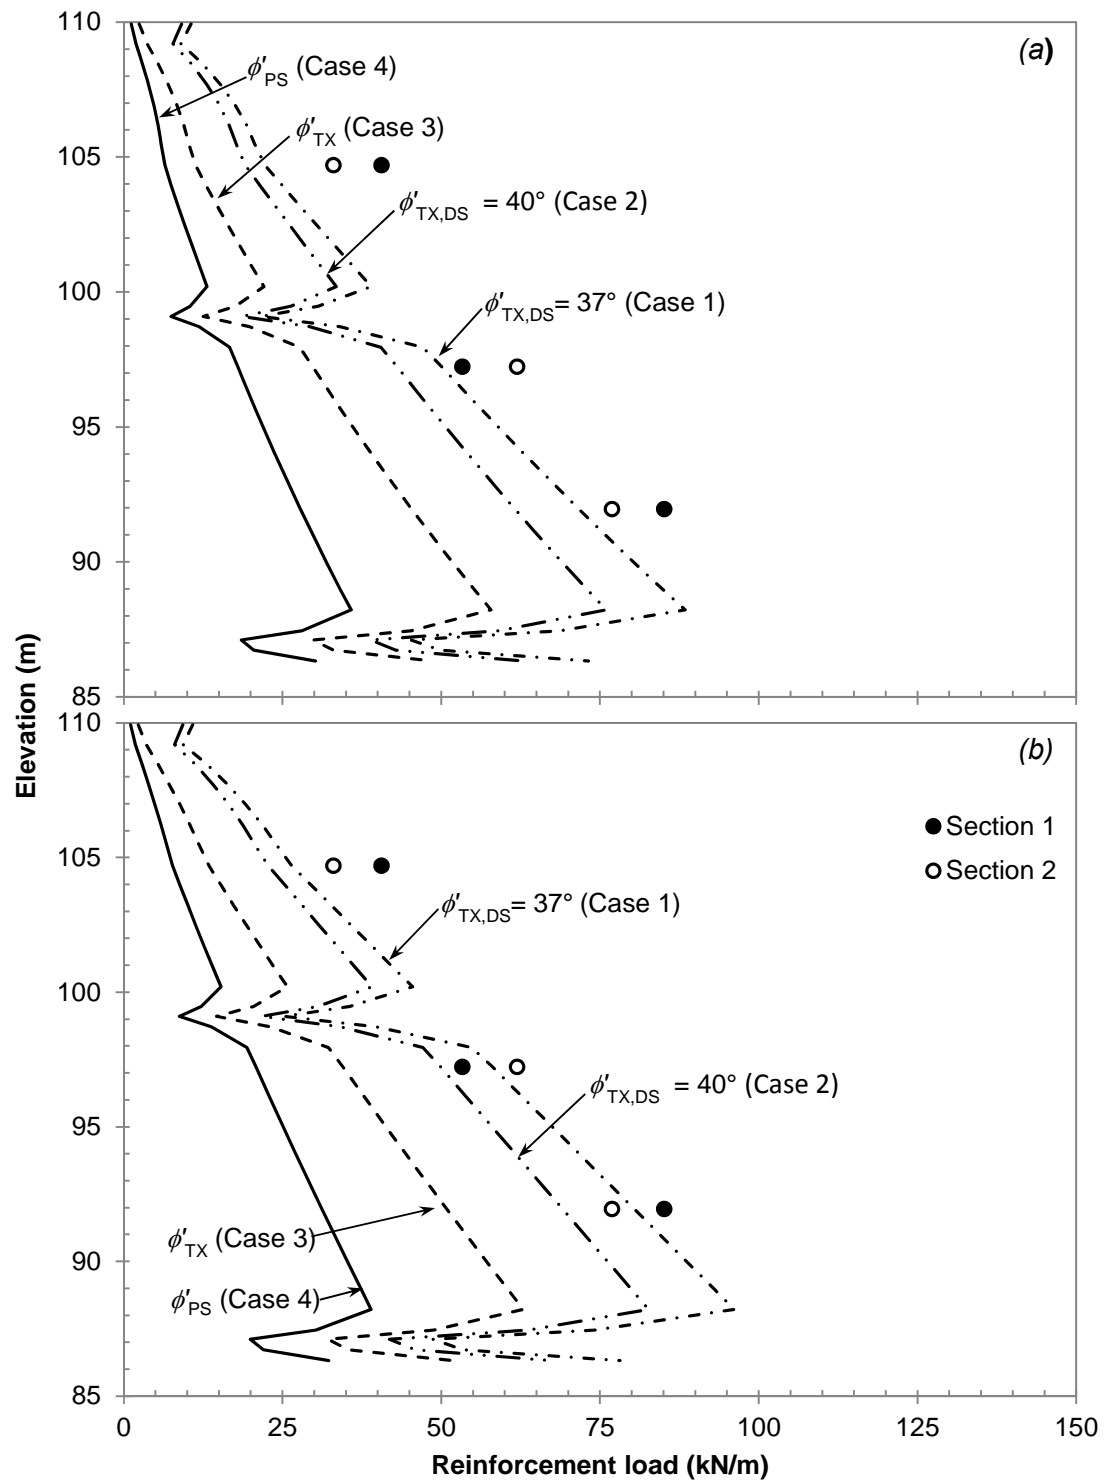 110
(a)
ϕ′PS (Case 4)
ϕ′TX (Case 3)
105
ϕ′TX,DS = 40° (Case 2)
100
ϕ′TX,DS= 37° (Case 1)
95
90
85
Elevation (m)
110
(b)
Section 1
105
Section 2
ϕ′TX,DS= 37° (Case 1)
100
ϕ′TX,DS = 40° (Case 2)
95
ϕ′TX (Case 3)
90
ϕ′PS (Case 4)
85
0 25 50 75 100 125 150
Reinforcement load (kN/m)